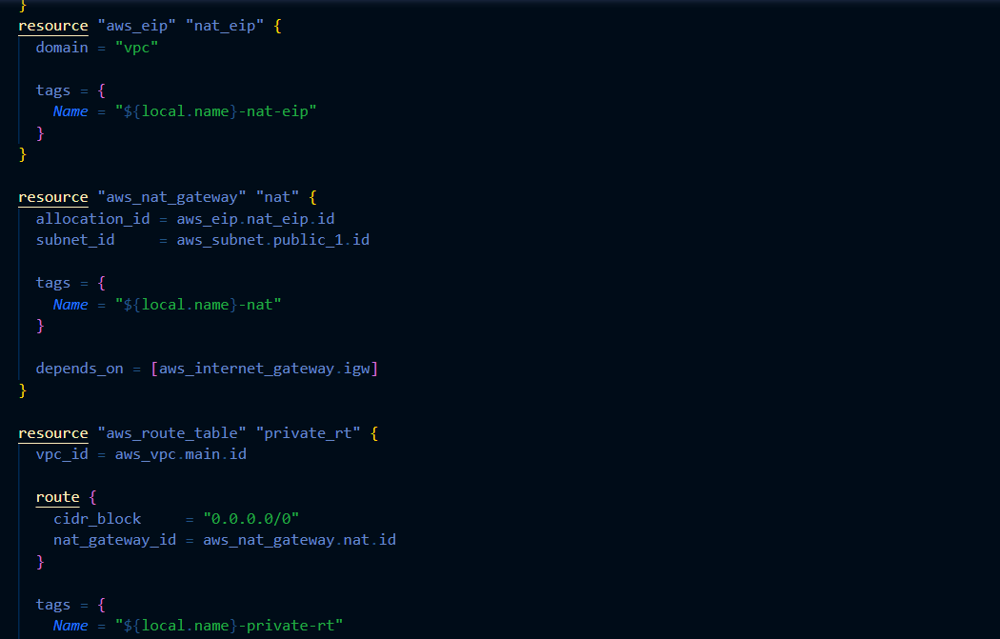 }
resource "aws_eip" "nat_eip" {
  domain = "vpc"

  tags = {
    Name = "${local.name}-nat-eip"
  }
}

resource "aws_nat_gateway" "nat" {
  allocation_id = aws_eip.nat_eip.id
  subnet_id     = aws_subnet.public_1.id

  tags = {
    Name = "${local.name}-nat"
  }

  depends_on = [aws_internet_gateway.igw]
}

resource "aws_route_table" "private_rt" {
  vpc_id = aws_vpc.main.id

  route {
    cidr_block     = "0.0.0.0/0"
    nat_gateway_id = aws_nat_gateway.nat.id
  }

  tags = {
    Name = "${local.name}-private-rt"